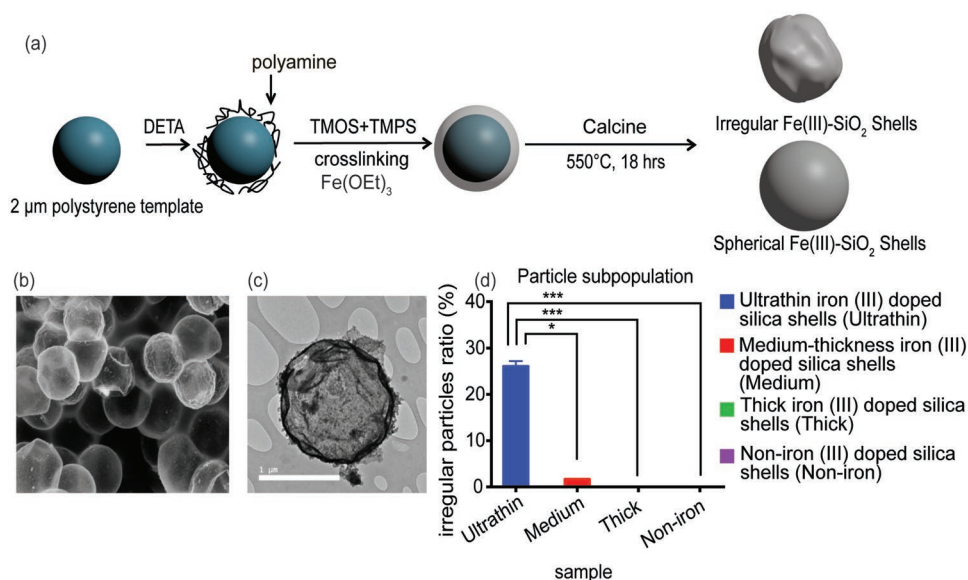 (a)
polyamine
DETA
TMOS+TMPS
crosslinking
Fe(OEt)3
Calcine
550°C, 18 hrs
2 µm polystyrene template
Irregular Fe(III)-SiO2 Shells
Spherical Fe(III)-SiO2 Shells
(b)
(c)
1 µm
(d)
Particle subpopulation
irregular particles ratio (%)
40
30
20
10
0
***
***
*
Ultrathin
Medium
Thick
Non-iron
sample
Ultrathin iron (III) doped
silica shells (Ultrathin)
Medium-thickness iron (III)
doped silica shells
(Medium)
Thick iron (III) doped silica
shells (Thick)
Non-iron (III) doped silica
shells (Non-iron)